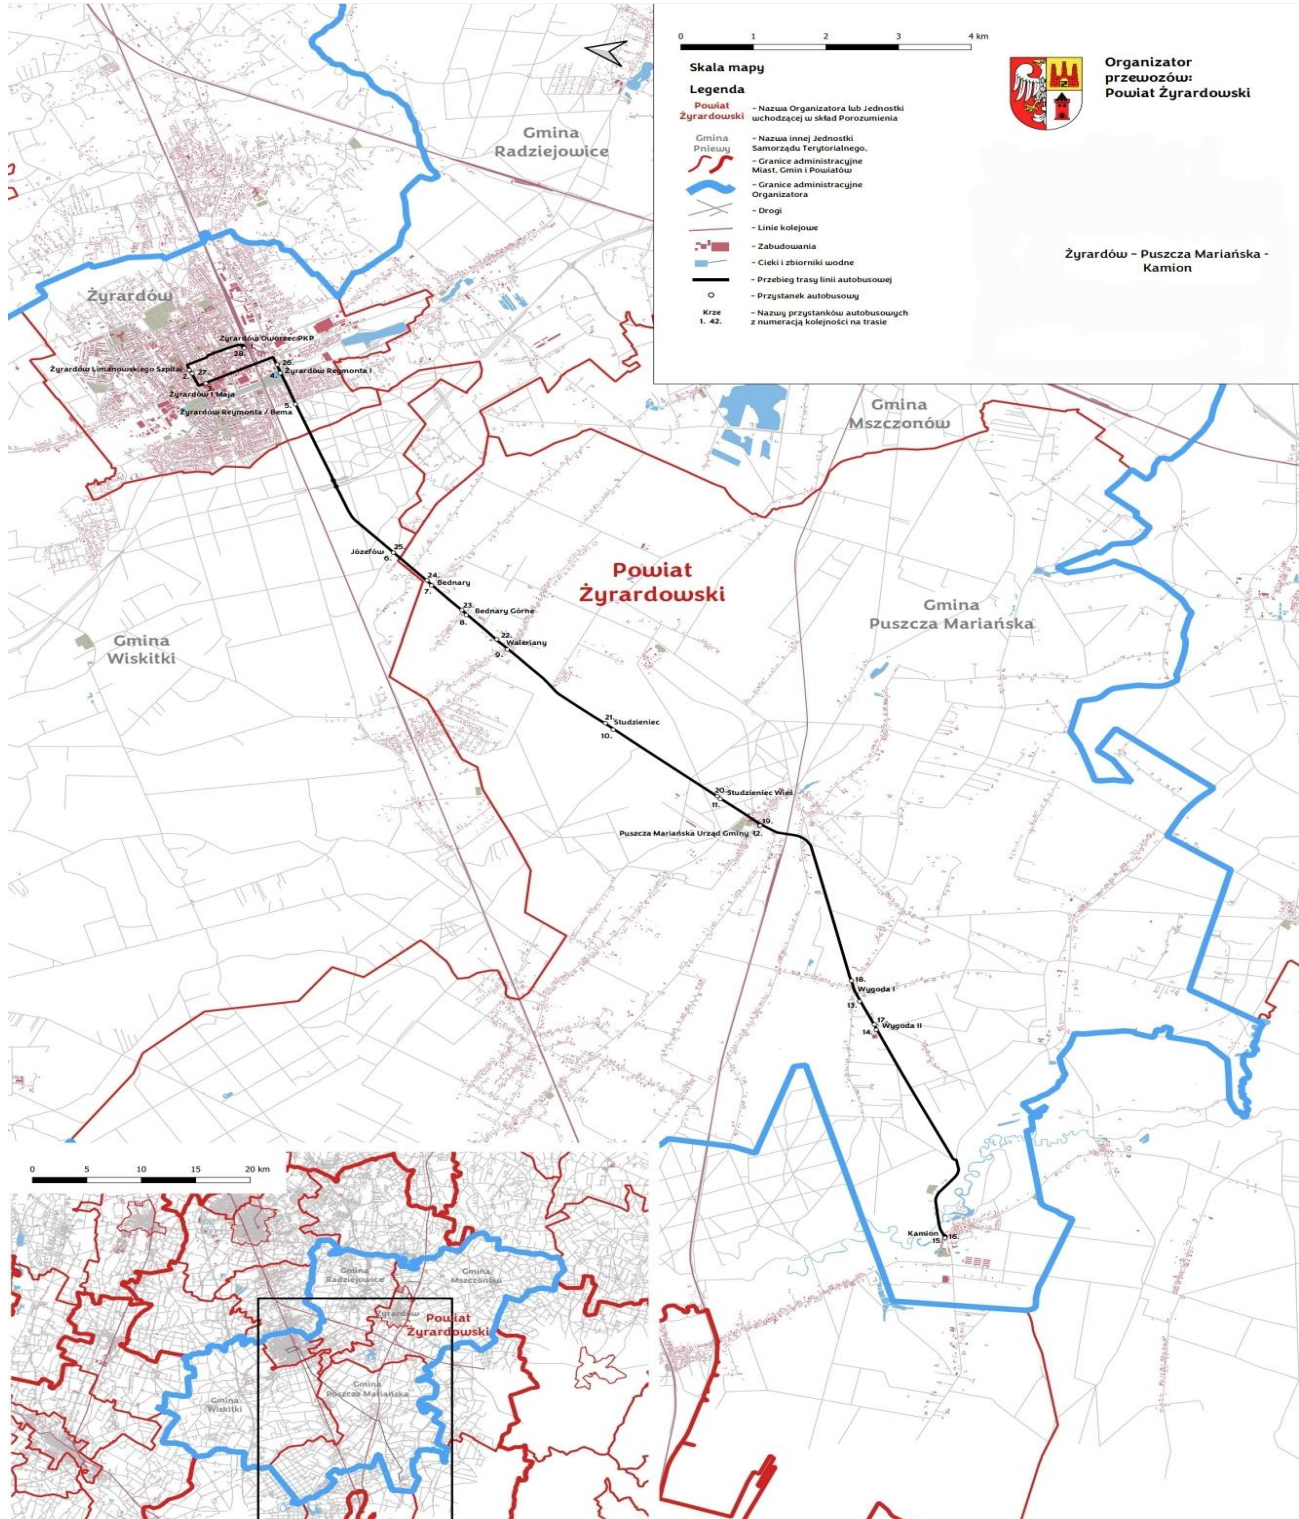 0 1 2 3 4 km
Skala mapy
Legenda
Powiat Żyrardowski
– Nazwa Organizatora lub Jednostki
wchodzącej w skład Porozumienia
Gmina Pniewy
– Nazwa innej Jednostki
Samorządu Terytorialnego,
– Granice administracyjne
Miast, Gmin i Powiatów
– Granice administracyjne
Organizatora
– Drogi
– Linie kolejowe
– Zabudowania
– Cieki i zbiorniki wodne
– Przebieg trasy linii autobusowej
– Przystanek autobusowy
Krze
1. 42.
– Nazwy przystanków autobusowych
z numeracją kolejności na trasie
Organizator
przewozów:
Powiat Żyrardowski
Żyrardów – Puszcza Mariańska -
Kamion
Gmina
Radziejowice
Żyrardów
Żyrardów Dworzec PKP
28.
Żyrardów Limanowskiego Szpital
2. 27.
Żyrardów 1 Maja
26.
4. Żyrardów Reymonta I
Żyrardów Reymonta / Bema
5.
Gmina
Mszczonów
Józefów 25.
6.
24.
Bednary
7.
23.
Bednary Górne
8.
22.
Waleriany
9.
Powiat
Żyrardowski
Gmina
Puszcza Mariańska
Gmina
Wiskitki
21.
Studzieniec
10.
20. Studzieniec Wieś
11.
19.
Puszcza Mariańska Urząd Gminy 12.
18.
Wygoda I
13.
17.
Wygoda II
14.
Kamion 16.
15.
0 5 10 15 20 km
Gmina
Radziejowice
Gmina
Mszczonów
Żyrardów
Powiat
Żyrardowski
Gmina
Puszcza Mariańska
Gmina
Wiskitki